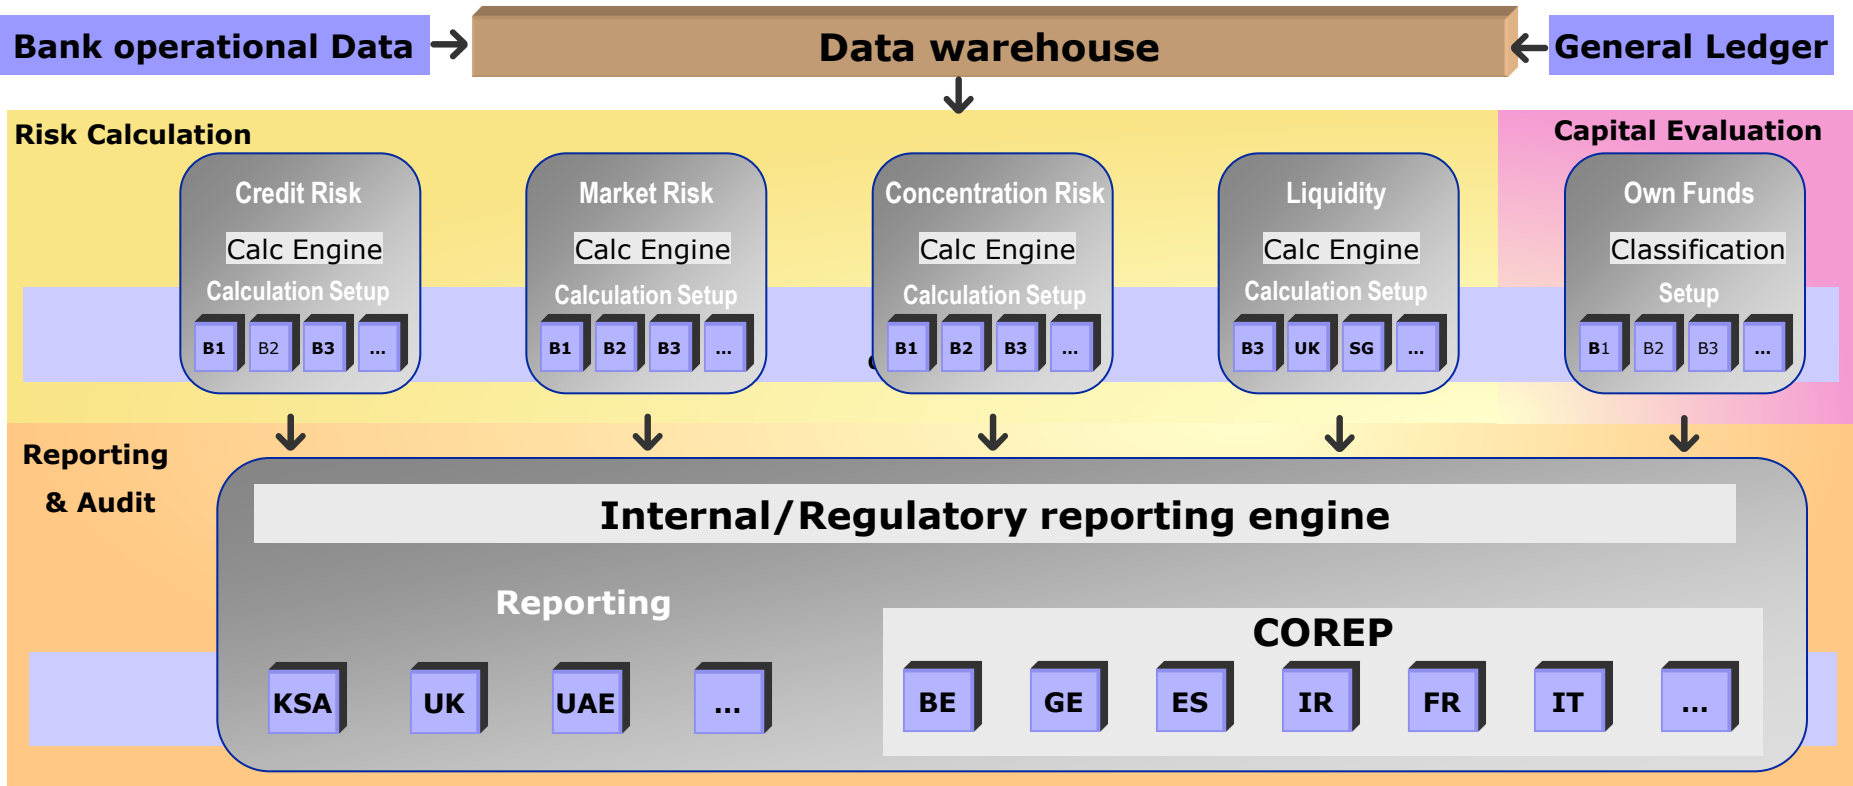 Bank operational Data
Data warehouse
General Ledger
Risk Calculation
Capital Evaluation
Credit Risk
Calc Engine
Calculation Setup
B1 B2 B3 ...
Market Risk
Calc Engine
Calculation Setup
B1 B2 B3 ...
Concentration Risk
Calc Engine
Calculation Setup
B1 B2 B3 ...
Liquidity
Calc Engine
Calculation Setup
B3 UK SG ...
Own Funds
Classification
Setup
B1 B2 B3 ...
Reporting
& Audit
Internal/Regulatory reporting engine
Reporting
KSA UK UAE ...
COREP
BE GE ES IR FR IT ...